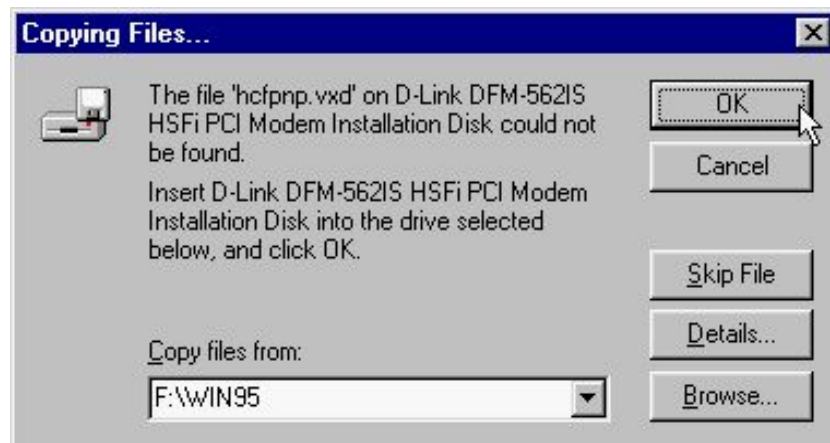 Copying Files...
The file 'hcfpnp.vxd' on D-Link DFM-562IS
HSFi PCI Modem Installation Disk could not
be found.
Insert D-Link DFM-562IS HSFi PCI Modem
Installation Disk into the drive selected
below, and click OK.
Copy files from:
F:\WIN95
OK
Cancel
Skip File
Details...
Browse...